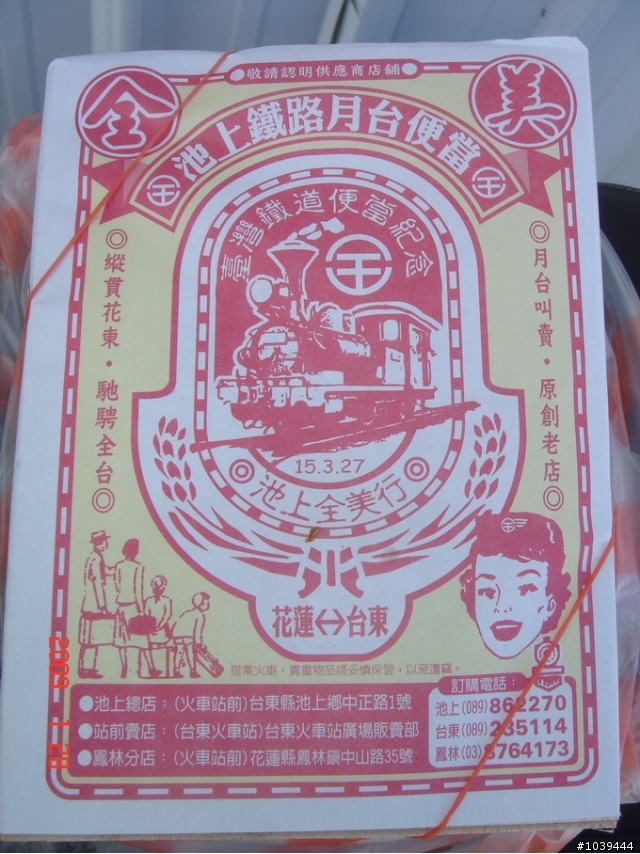 敬請認明供應商店舖
全
美
池上鐵路月台便當
臺灣鐵道便當紀念
◎縱貫花東・馳騁全台◎
◎月台叫賣・原創老店◎
15.3.27
◎池上全美行◎
花蓮↔台東
搭乘火車，貴重物品請妥慎保管，以免遭竊。
訂購電話：
●池上總店：(火車站前)台東縣池上鄉中正路1號
池上(089)862270
●站前賣店：(台東火車站)台東火車站廣場販賣部
台東(089)235114
●鳳林分店：(火車站前)花蓮縣鳳林鎮中山路35號
鳳林(03)8764173
#1039444